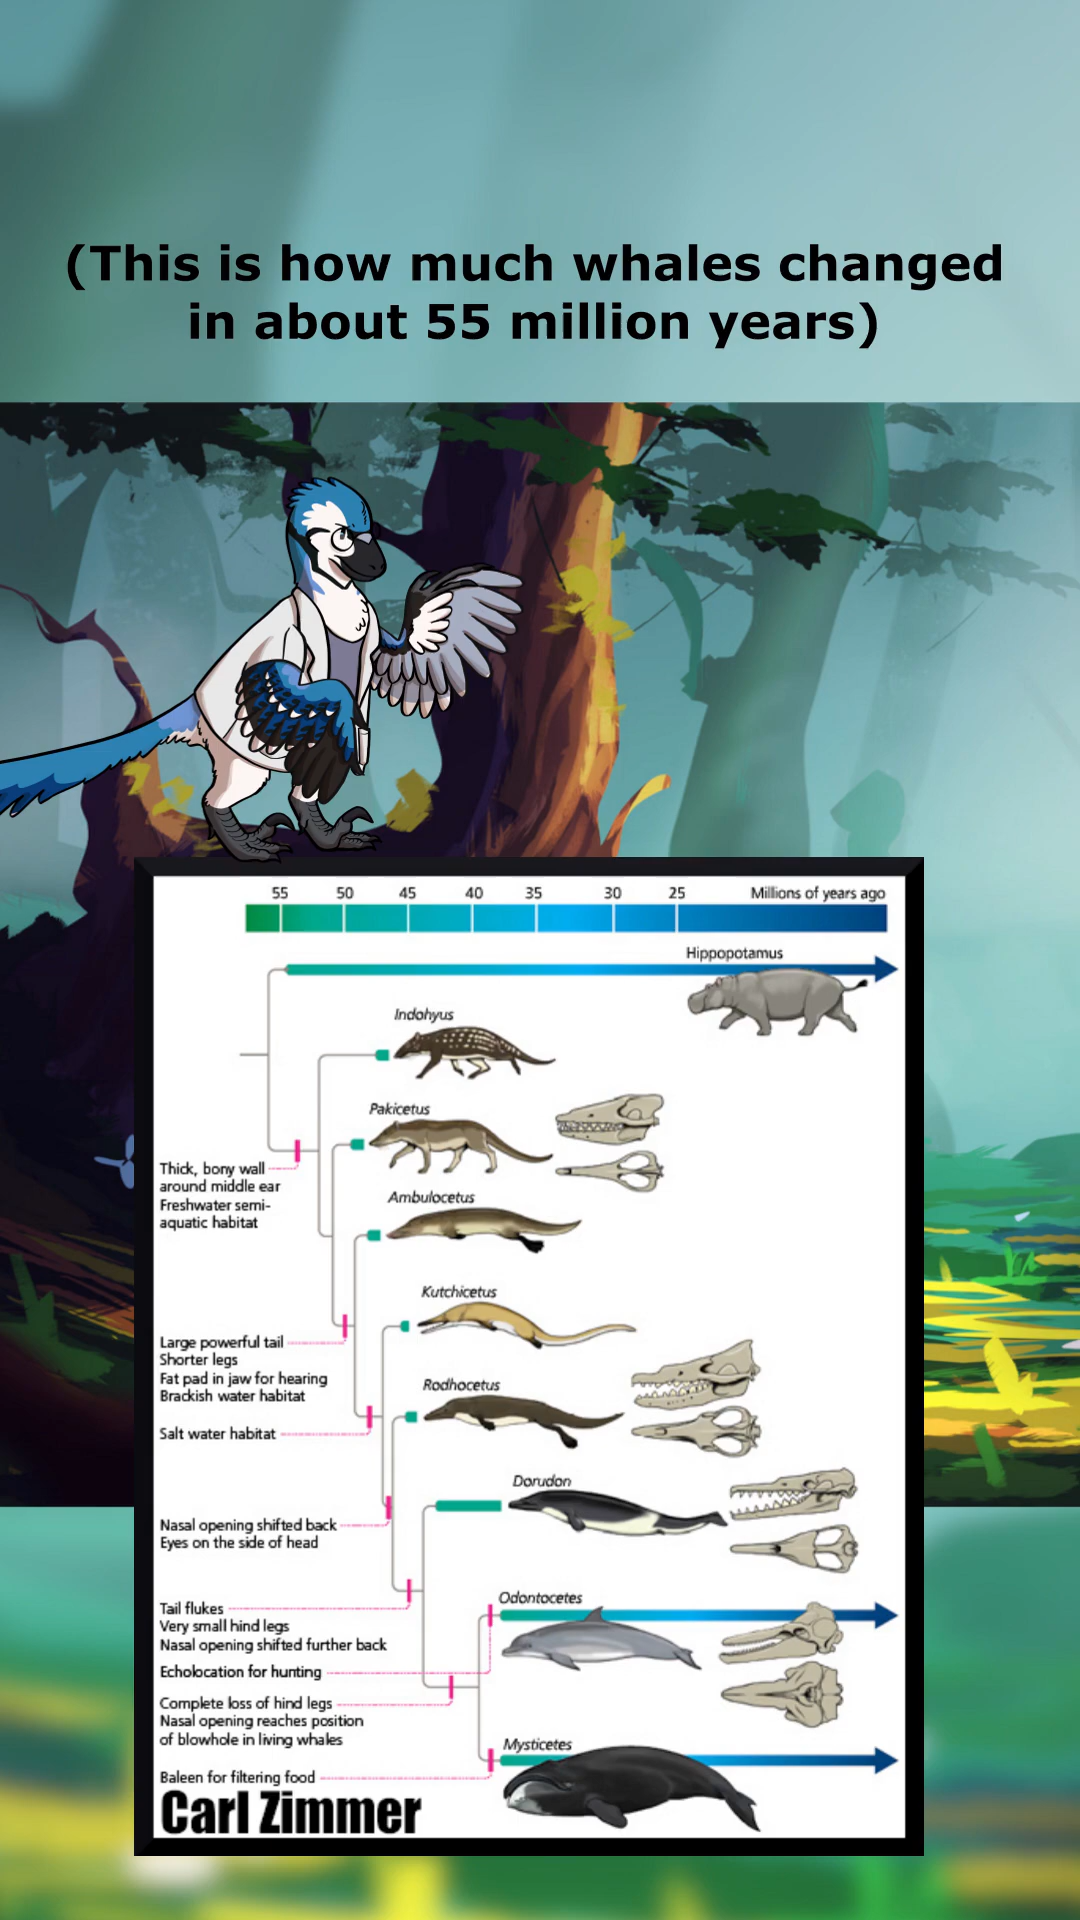 (This is how much whales changed
in about 55 million years)
55 50 45 40 35 30 25 Millions of years ago
Hippopotamus
Indohyus
Pakicetus
Thick, bony wall
around middle ear
Freshwater semi-
aquatic habitat
Ambulocetus
Kutchicetus
Large powerful tail
Shorter legs
Fat pad in jaw for hearing
Brackish water habitat
Rodhocetus
Salt water habitat
Dorudon
Nasal opening shifted back
Eyes on the side of head
Odontocetes
Tail flukes
Very small hind legs
Nasal opening shifted further back
Echolocation for hunting
Complete loss of hind legs
Nasal opening reaches position
of blowhole in living whales
Mysticetes
Baleen for filtering food
Carl Zimmer